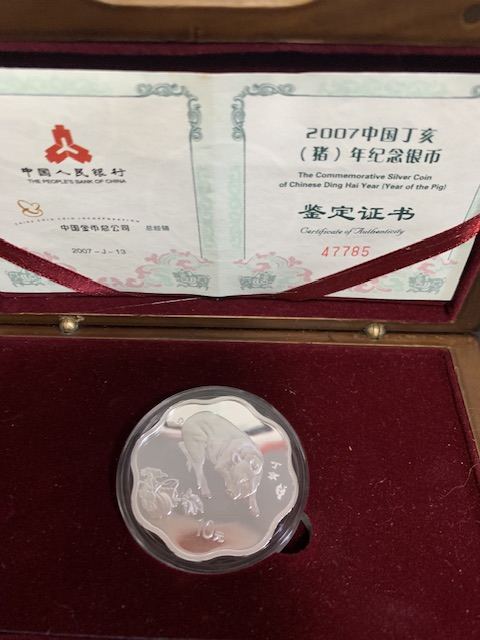 中国人民银行
THE PEOPLE'S BANK OF CHINA
中国金币总公司 总经销
2007-J-13
2007中国丁亥
（猪）年纪念银币
The Commemorative Silver Coin
of Chinese Ding Hai Year (Year of the Pig)
鉴定证书
Certificate of Authenticity
47785
10元